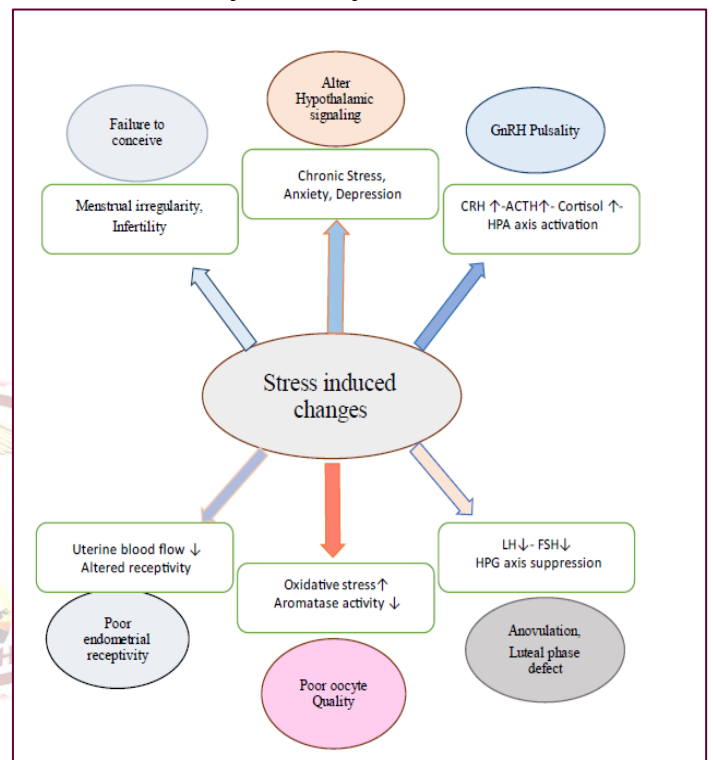 Alter
Hypothalamic
signaling
Chronic Stress,
Anxiety, Depression
Failure to
conceive
Menstrual irregularity,
Infertility
GnRH Pulsality
CRH ↑-ACTH↑- Cortisol ↑-
HPA axis activation
Stress induced
changes
Uterine blood flow ↓
Altered receptivity
Poor
endometrial
receptivity
Oxidative stress↑
Aromatase activity ↓
Poor oocyte
Quality
LH↓- FSH↓
HPG axis suppression
Anovulation,
Luteal phase
defect